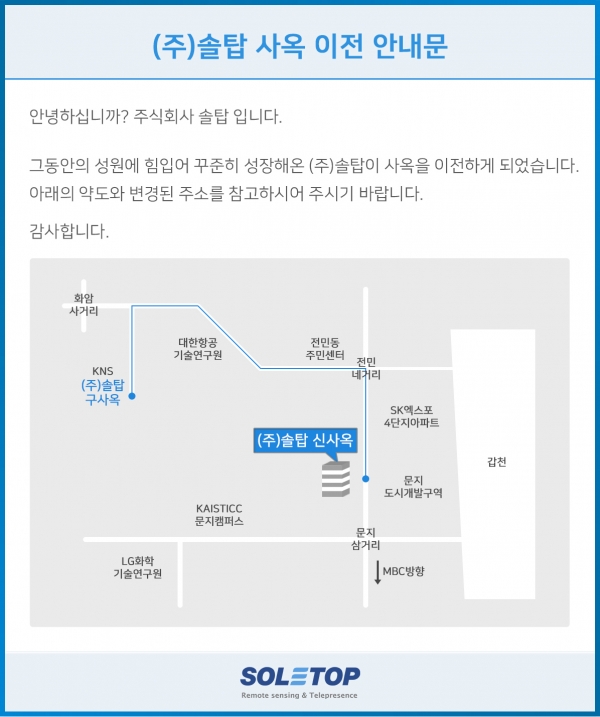 (주)솔탑 사옥 이전 안내문
안녕하십니까? 주식회사 솔탑 입니다.
그동안의 성원에 힘입어 꾸준히 성장해온 (주)솔탑이 사옥을 이전하게 되었습니다.
아래의 약도와 변경된 주소를 참고하시어 주시기 바랍니다.
감사합니다.
화암
사거리
대한항공
기술연구원
전민동
주민센터
전민
네거리
KNS
(주)솔탑
구사옥
SK엑스포
4단지아파트
(주)솔탑 신사옥
갑천
문지
도시개발구역
KAISTICC
문지캠퍼스
문지
삼거리
LG화학
기술연구원
MBC방향
SOLETOP
Remote sensing & Telepresence